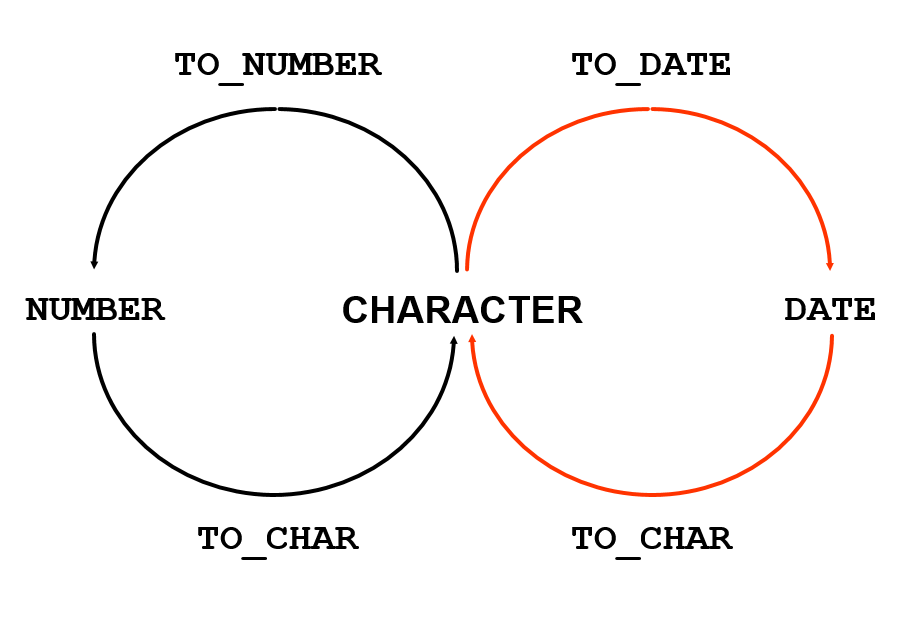 TO_NUMBER TO_DATE
NUMBER CHARACTER DATE
TO_CHAR TO_CHAR